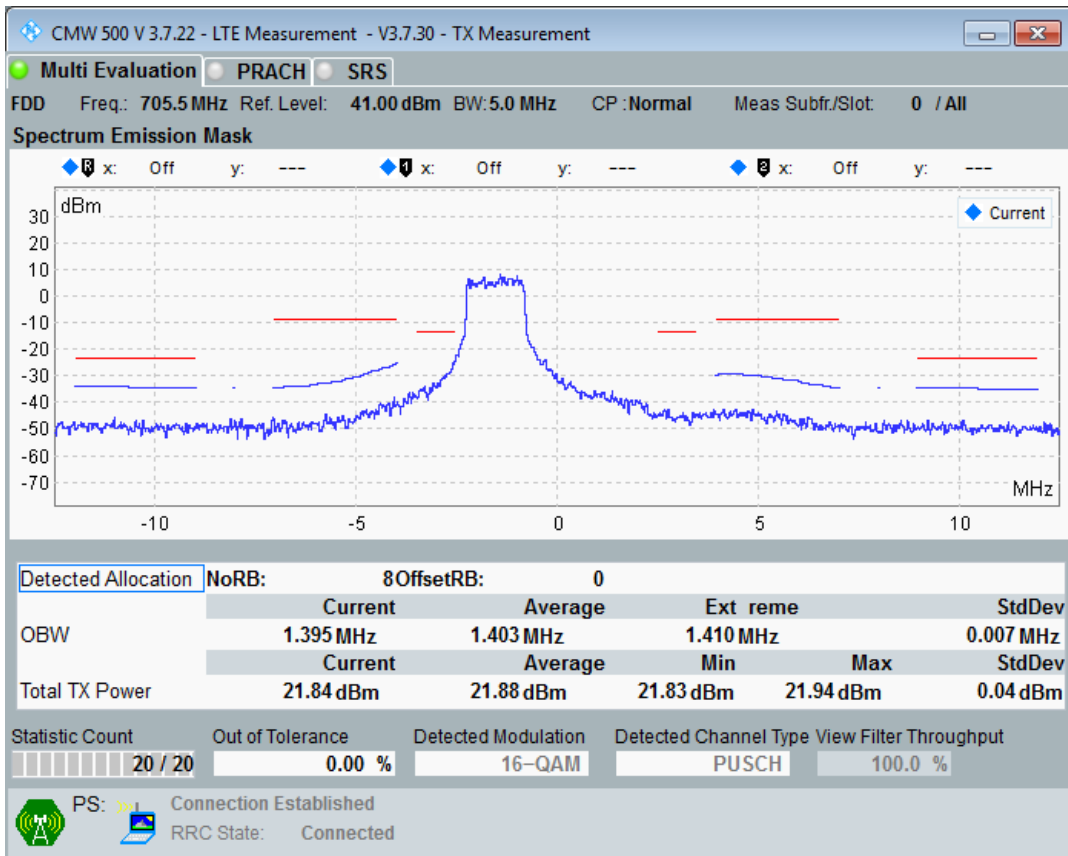 CMW 500 V 3.7.22 - LTE Measurement - V3.7.30 - TX Measurement
Multi Evaluation PRACH SRS
FDD Freq.: 705.5 MHz Ref. Level: 41.00 dBm BW: 5.0 MHz CP : Normal Meas Subfr./Slot: 0 / All
Spectrum Emission Mask
R x: Off y: --- 1 x: Off y: --- 2 x: Off y: ---
dBm
Current
30
20
10
0
-10
-20
-30
-40
-50
-60
-70
MHz
-10 -5 0 5 10
Detected Allocation NoRB: 8 OffsetRB: 0
Current Average Ext reme StdDev
OBW 1.395 MHz 1.403 MHz 1.410 MHz 0.007 MHz
Current Average Min Max StdDev
Total TX Power 21.84 dBm 21.88 dBm 21.83 dBm 21.94 dBm 0.04 dBm
Statistic Count Out of Tolerance Detected Modulation Detected Channel Type View Filter Throughput
20 / 20 0.00 % 16-QAM PUSCH 100.0 %
PS: Connection Established
RRC State: Connected